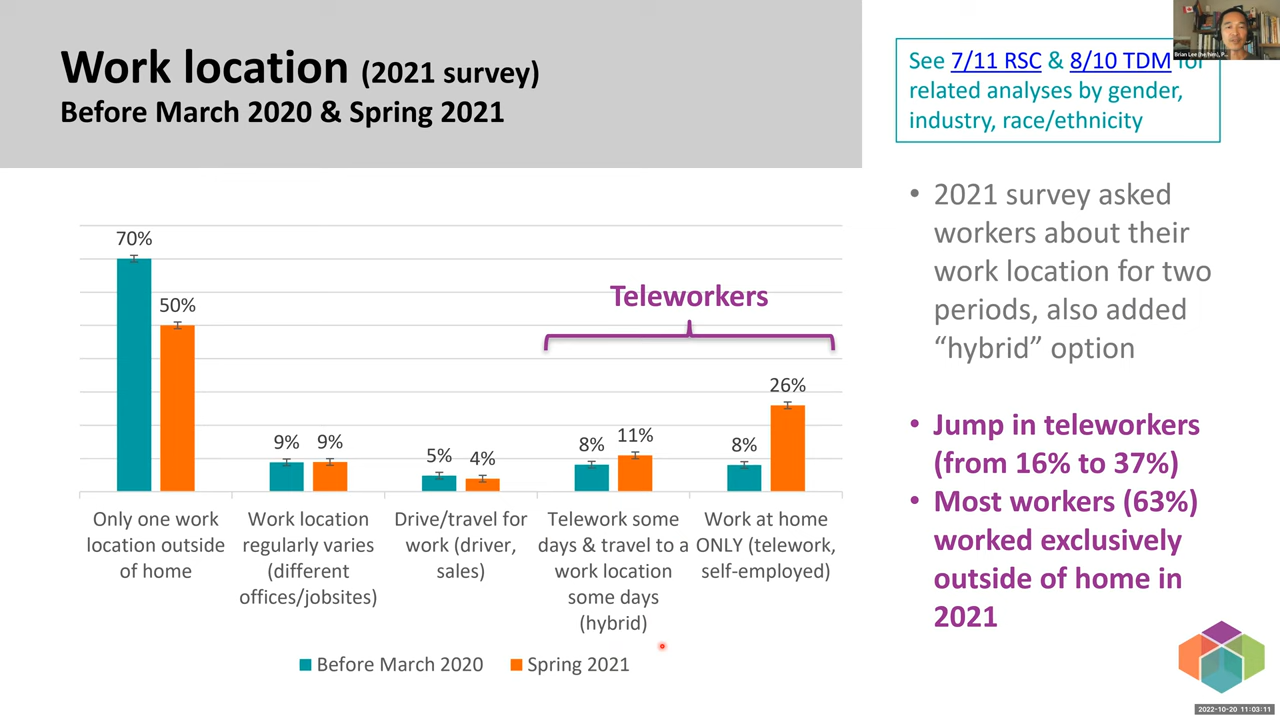 Work location (2021 survey)
Before March 2020 & Spring 2021
See 7/11 RSC & 8/10 TDM for
related analyses by gender,
industry, race/ethnicity
Brian Lee (he/him), P...
70%
50%
9%
9%
5%
4%
8%
11%
8%
26%
Teleworkers
Only one work
location outside
of home
Work location
regularly varies
(different
offices/jobsites)
Drive/travel for
work (driver,
sales)
Telework some
days & travel to a
work location
some days
(hybrid)
Work at home
ONLY (telework,
self-employed)
Before March 2020
Spring 2021
• 2021 survey asked
workers about their
work location for two
periods, also added
“hybrid” option
• Jump in teleworkers
(from 16% to 37%)
• Most workers (63%)
worked exclusively
outside of home in
2021
2022-10-20 11:03:11